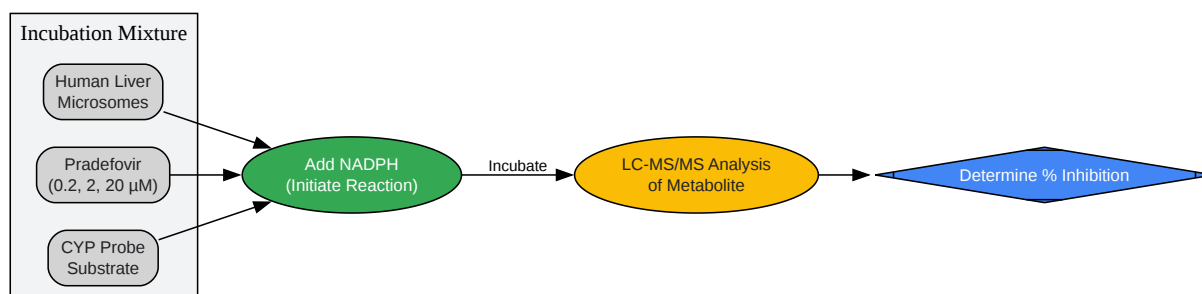 Incubation Mixture
Human Liver
Microsomes
Pradefovir
(0.2, 2, 20 µM)
CYP Probe
Substrate
Add NADPH
(Initiate Reaction)
Incubate
LC-MS/MS Analysis
of Metabolite
Determine % Inhibition